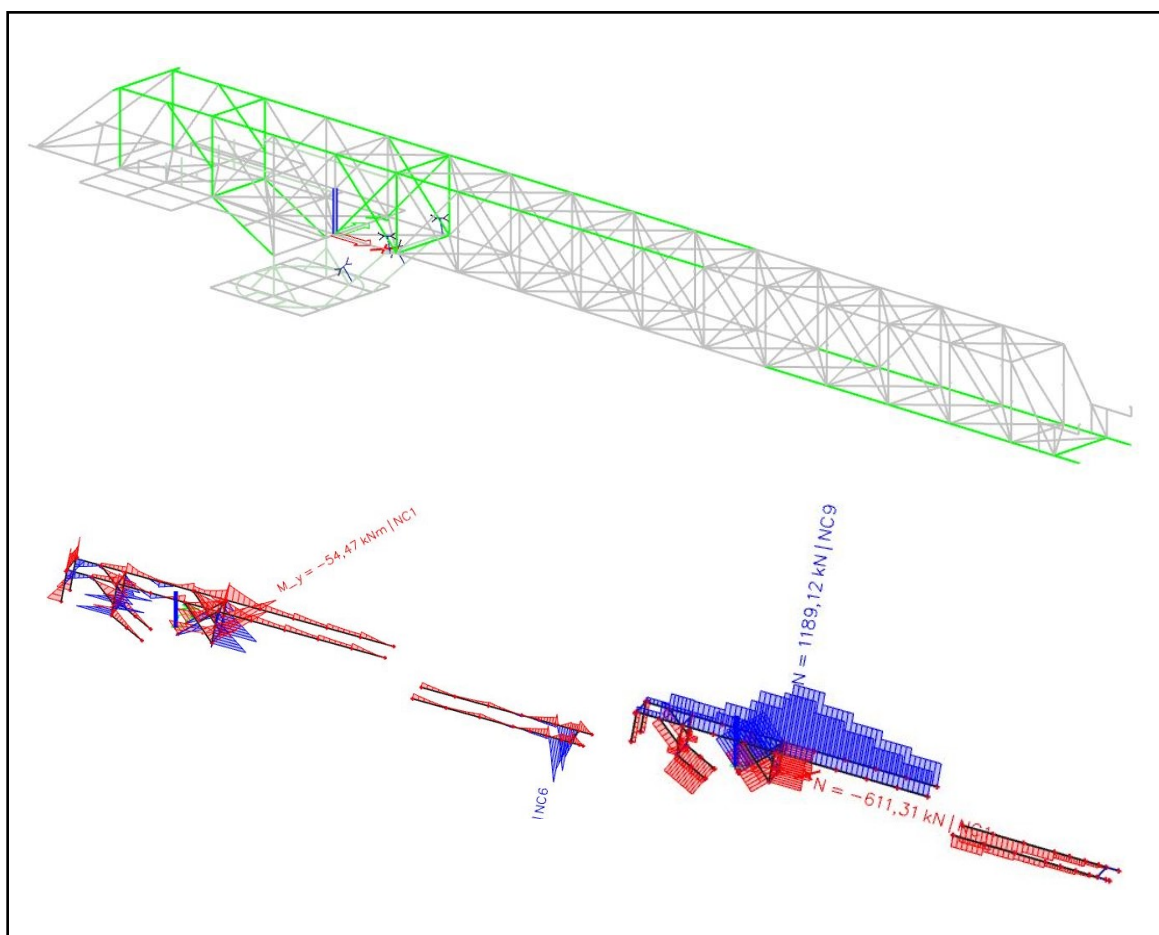 M_y = -54,47 kNm | NC1
N = 1189,12 kN | NC9
| NC6
N = -611,31 kN |